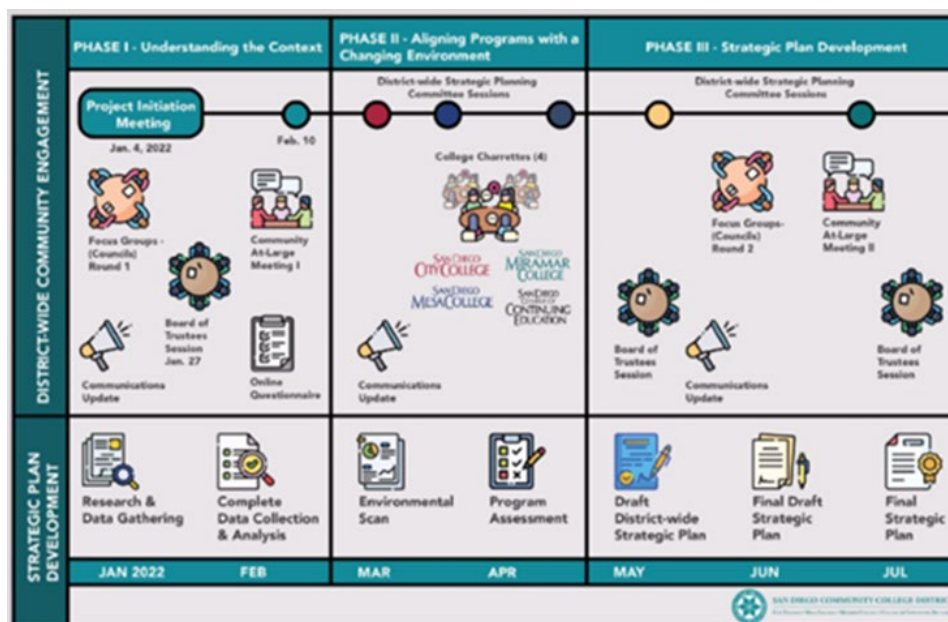 PHASE I - Understanding the Context
PHASE II - Aligning Programs with a
Changing Environment
PHASE III - Strategic Plan Development
DISTRICT-WIDE COMMUNITY ENGAGEMENT
Project Initiation
Meeting
Jan. 4, 2022
Feb. 10
Focus Groups -
(Councils)
Round 1
Community
At-Large
Meeting I
Board of
Trustees
Session
Jan. 27
Communications
Update
Online
Questionnaire
District-wide Strategic Planning
Committee Sessions
College Charrettes (4)
SAN DIEGO
CITY COLLEGE
SAN DIEGO
MIRAMAR
COLLEGE
SAN DIEGO
MESA COLLEGE
SAN DIEGO
COLLEGE OF
CONTINUING
EDUCATION
Communications
Update
District-wide Strategic Planning
Committee Sessions
Focus Groups-
(Councils)
Round 2
Community
At-Large
Meeting II
Board of
Trustees
Session
Communications
Update
Board of
Trustees
Session
STRATEGIC PLAN
DEVELOPMENT
Research &
Data Gathering
Complete
Data Collection
& Analysis
Environmental
Scan
Program
Assessment
Draft
District-wide
Strategic Plan
Final Draft
Strategic
Plan
Final
Strategic
Plan
JAN 2022
FEB
MAR
APR
MAY
JUN
JUL
SAN DIEGO COMMUNITY COLLEGE DISTRI